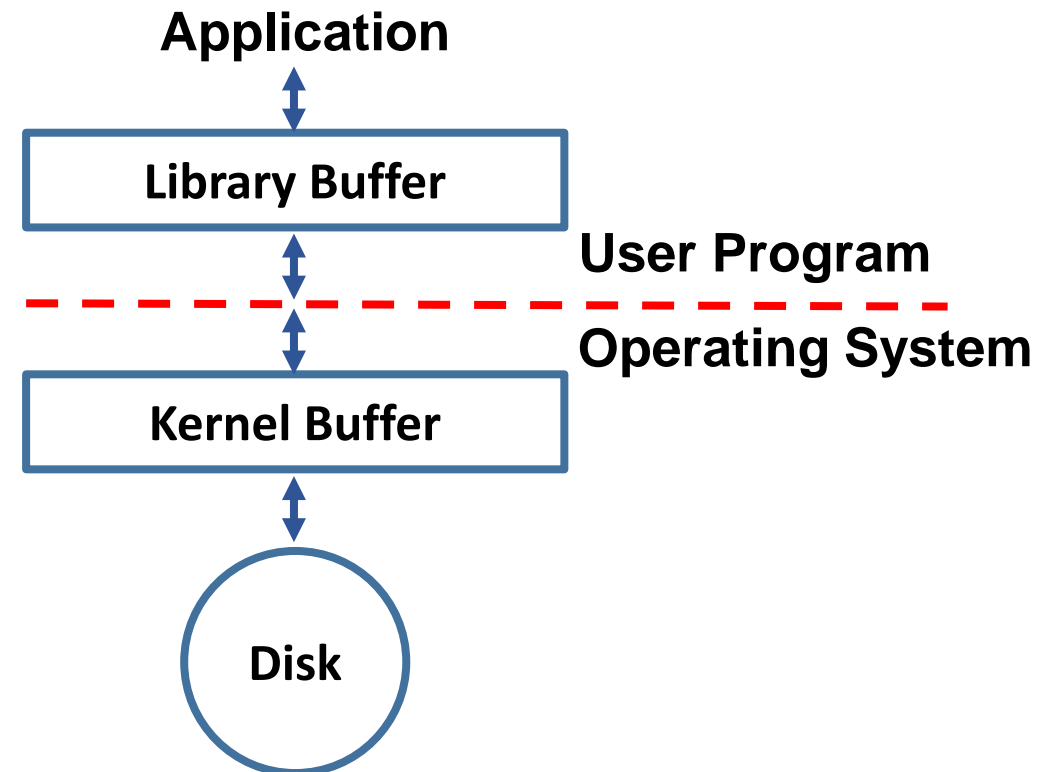 Application
Library Buffer
User Program
Operating System
Kernel Buffer
Disk